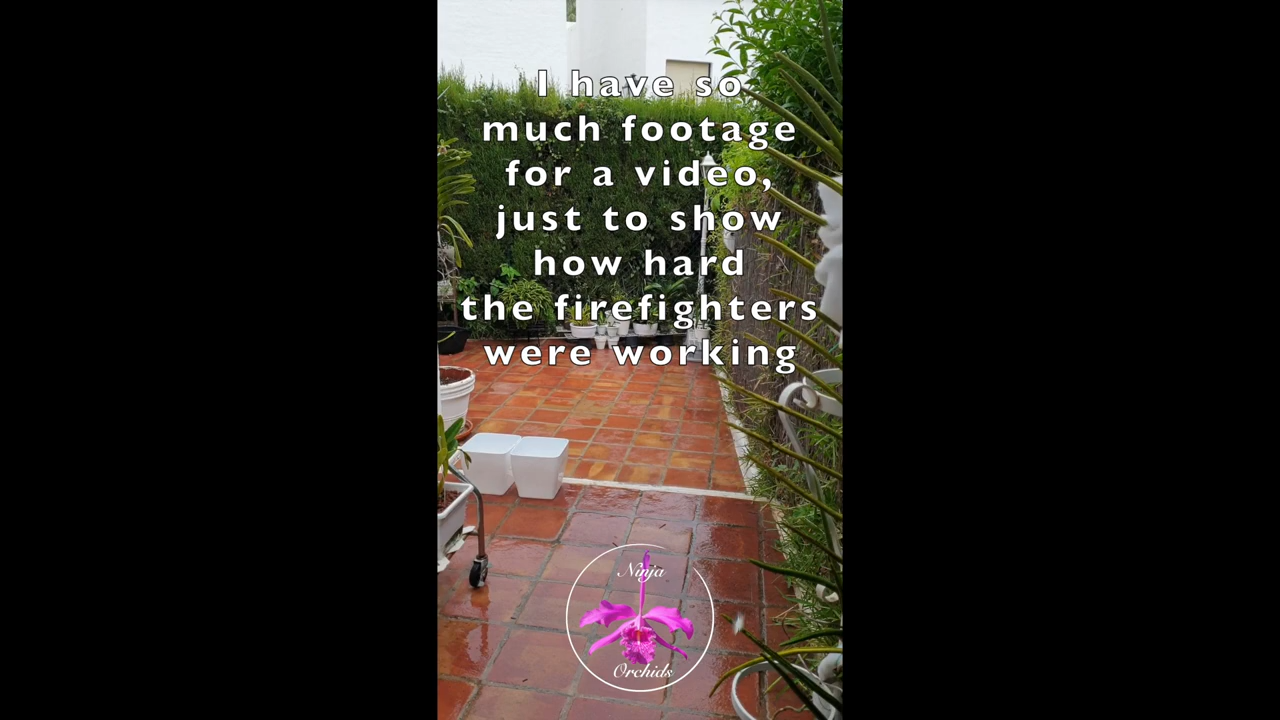 I have so
much footage
for a video,
just to show
how hard
the firefighters
were working
Ninja
Orchids